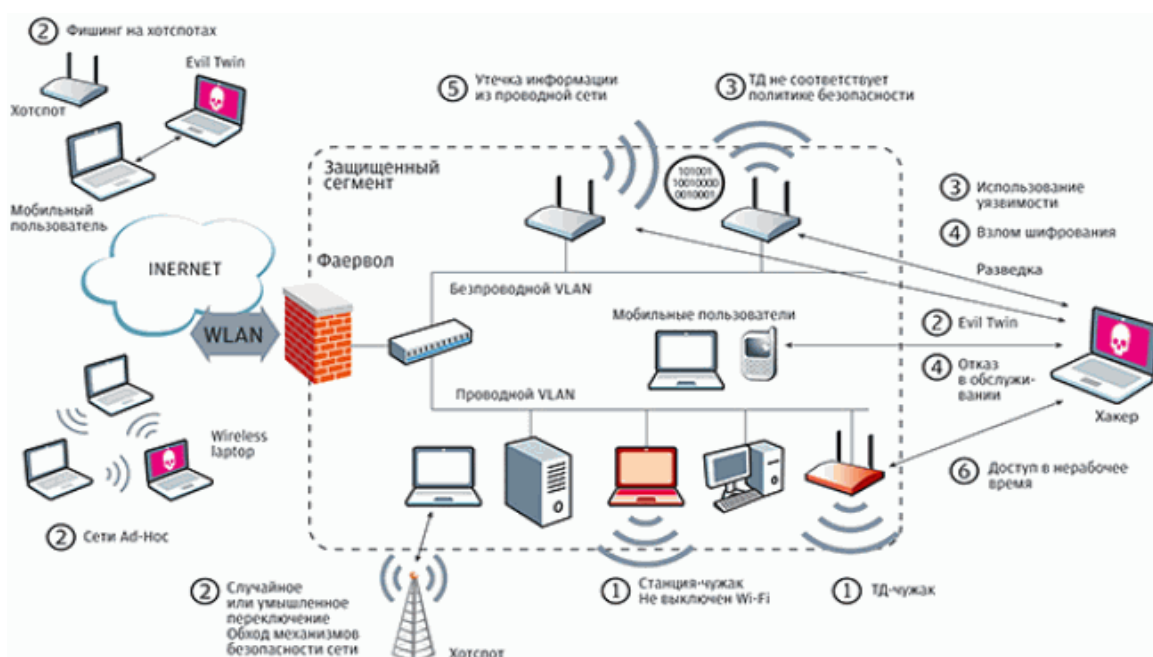 2 Фишинг на хотспотах
Evil Twin
Хотспот
Мобильный
пользователь
INERNET
WLAN
5 Утечка информации
из проводной сети
3 ТД не соответствует
политике безопасности
Защищенный
сегмент
101001
10010000
0010001
Фаервол
Безпроводной VLAN
Мобильные пользователи
Проводной VLAN
3 Использование
уязвимости
4 Взлом шифрования
Разведка
2 Evil Twin
4 Отказ
в обслужи-
вании
Хакер
6 Доступ в нерабочее
время
Wireless
laptop
2 Сети Ad-Hoc
2 Случайное
или умышленное
переключение
Обход механизмов
безопасности сети
Хотспот
1 Станция-чужак
Не выключен Wi-Fi
1 ТД-чужак